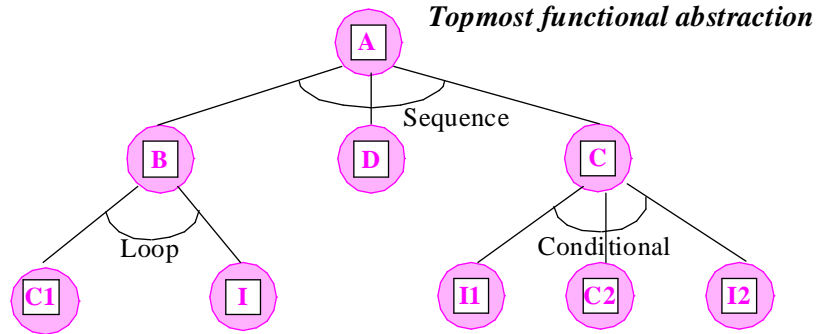 Topmost functional abstraction
A
Sequence
B
D
C
Loop
Conditional
C1
I
I1
C2
I2